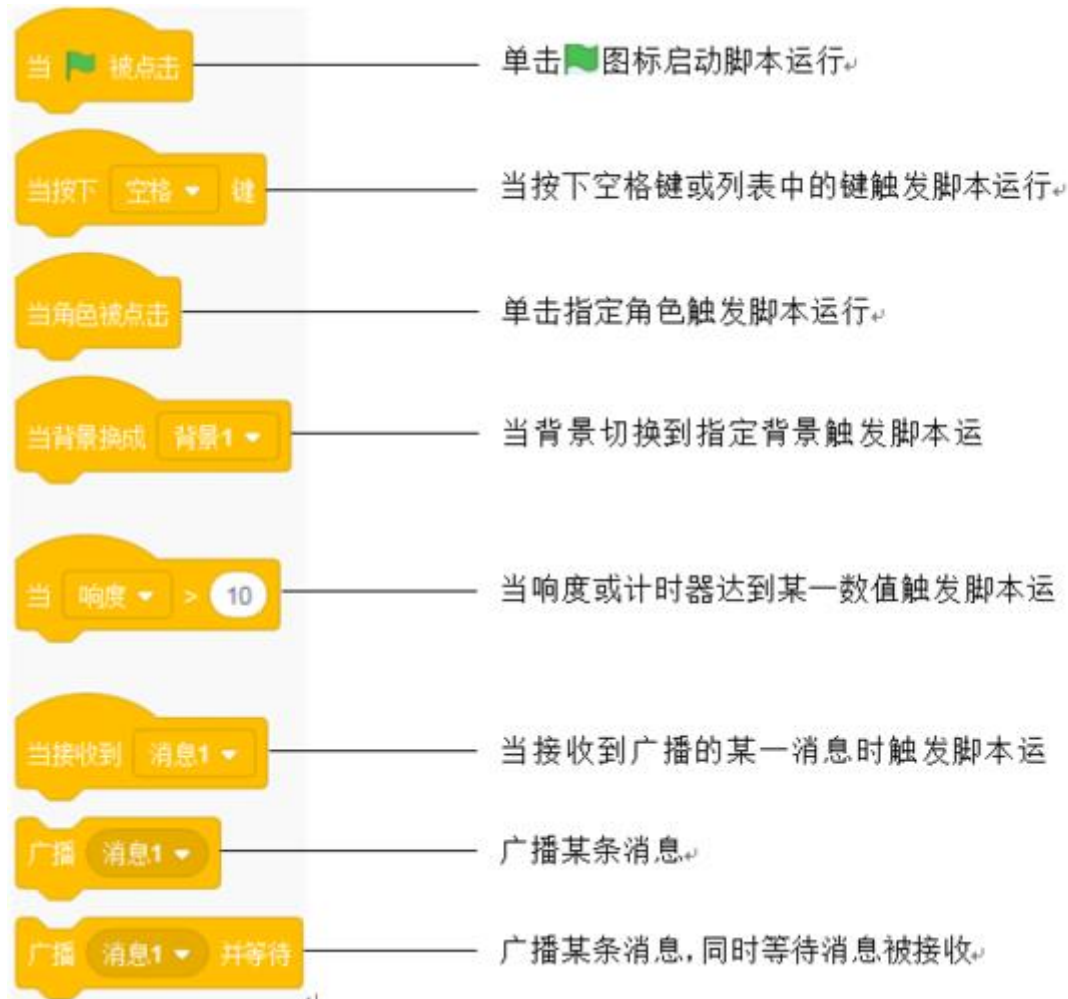 当 被点击 单击 图标启动脚本运行
当按下 空格 键 当按下空格键或列表中的键触发脚本运行
当角色被点击 单击指定角色触发脚本运行
当背景换成 背景1 当背景切换到指定背景触发脚本运
当 响度 > 10 当响度或计时器达到某一数值触发脚本运
当接收到 消息1 当接收到广播的某一消息时触发脚本运
广播 消息1 广播某条消息
广播 消息1 并等待 广播某条消息,同时等待消息被接收